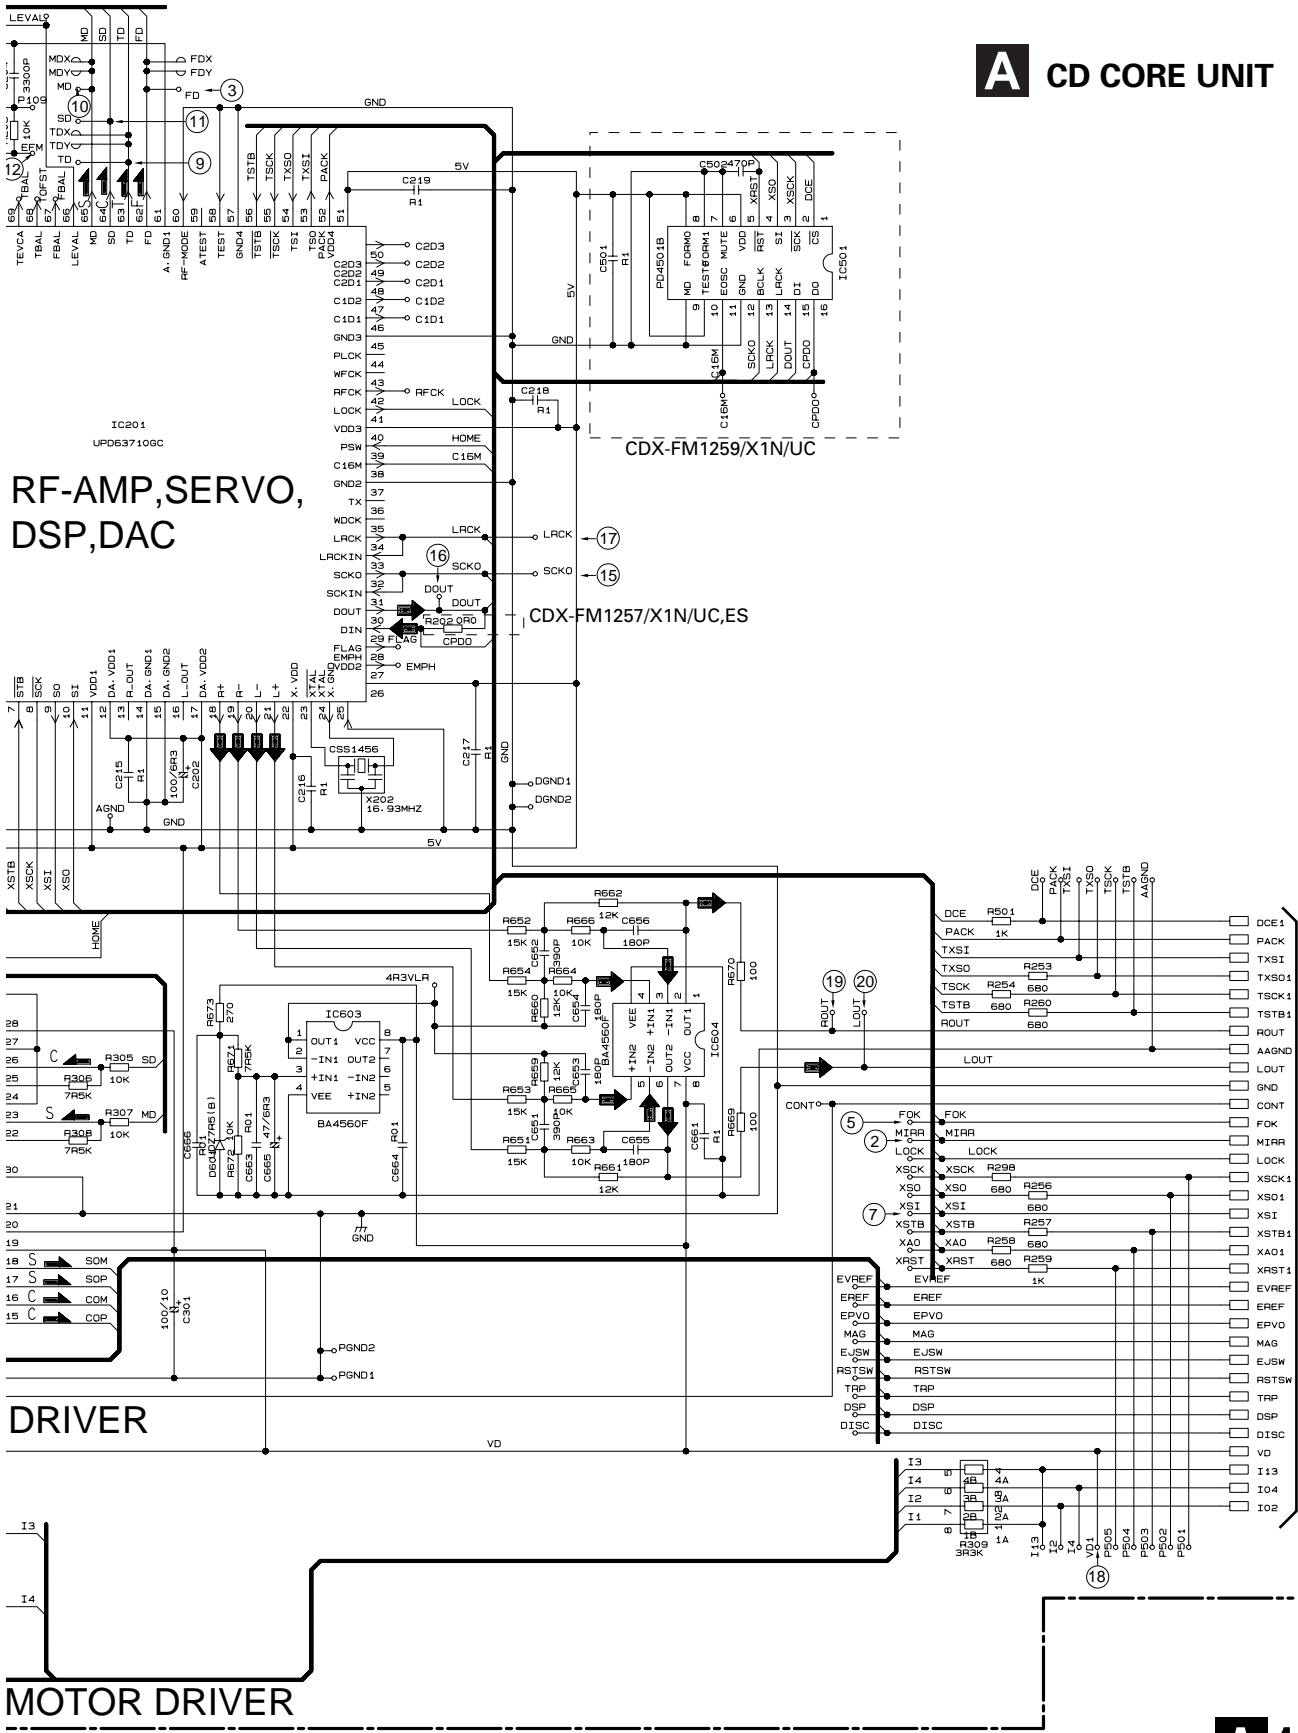 A CD CORE UNIT
LEVAL
MD
SD
TD
FD
MDX
MDY
MD
3300P
P109
10K
SD
TDX
TDY
EFM
TD
FDX
FDY
FD
3
10
11
9
12
TBAL
TOFST
FBAL
S
C
T
F
GND
TSTB
TSCK
TXSO
TXSI
PACK
5V
C219
R1
69 68 67 66 65 64 63 62 61 60 59 58 57 56 55 54 53 52 51
TEVCA
TBAL
FBAL
LEVAL
MD
SD
TD
FD
A.GND1
RF-MODE
ATEST
TEST
GND4
TSTB
TSCK
TSI
TSO
PACK
VDD4
C2D3
50
C2D2
49
C2D1
48
C1D2
47
C1D1
46
GND3
45
PLCK
44
WFCK
43
RFCK
42
LOCK
41
VDD3
40
PSW
39
C16M
38
GND2
37
TX
36
WDCK
35
LRCK
34
LRCKIN
33
SCKO
32
SCKIN
31
DOUT
30
DIN
29
FLAG
28
EMPH
VDD2
27
26
C2D3
C2D2
C2D1
C1D2
C1D1
RFCK
LOCK
HOME
C16M
LRCK
SCKO
DOUT
DOUT
R202 0R0
CPDO
FLAG
EMPH
IC201
UPD63710GC
RF-AMP,SERVO,
DSP,DAC
C502 470P
XRST
XSO
XSCK
DCE
8 7 6 5 4 3 2 1
FORM0
FORM1
MUTE
VDD
RST
SI
SCK
CS
PD4501B
IC501
MD
TEST0
EOSC
GND
BCLK
LRCK
DI
DO
9 10 11 12 13 14 15 16
C501
R1
5V
GND
C16M
SCKO
LRCK
DOUT
CPDO
C16M
CPDO
C218
R1
CDX-FM1259/X1N/UC
LRCK
17
16
SCKO
15
CDX-FM1257/X1N/UC,ES
STB
SCK
SO
SI
VDD1
DA.VDD1
R_OUT
DA.GND1
DA.GND2
L_OUT
DA.VDD2
R+
R-
L-
L+
X.VDD
XTAL
XTAL
X.GND
7 8 9 10 11 12 13 14 15 16 17 18 19 20 21 22 23 24 25
C215
R1
100/6R3
C202
C216
R1
CSS1456
X202
16.93MHZ
C217
R1
GND
DGND1
DGND2
AGND
GND
5V
XSTB
XSCK
XSI
XSO
HOME
R662
12K
R652
15K
R666
10K
C656
180P
C652
390P
R654
15K
R664
10K
R660
12K
C654
180P
4R3VLR
R673
270
IC603
1 OUT1 VCC 8
2 -IN1 OUT2 7
3 +IN1 -IN2 6
4 VEE +IN2 5
BA4560F
R671
7R5K
C666
R01
D601
UDZ7R5(B)
R672
10K
C663
R01
C665
47/6R3
C664
R01
R659
12K
C653
180P
R653
15K
R665
10K
C651
390P
R651
15K
R663
10K
C655
180P
R661
12K
4 3 2 1
VEE
+IN1
-IN1
OUT1
BA4560F
IC604
+IN2
-IN2
OUT2
VCC
5 6 7 8
R670
100
R669
100
C661
R1
19
20
ROUT
LOUT
CONT
5
2
7
DCE
PACK
TXSI
TXSO
TSCK
TSTB
AAGND
DCE R501 1K DCE1
PACK PACK
TXSI TXSI
TXSO R253 680 TXSO1
TSCK R254 680 TSCK1
TSTB R260 680 TSTB1
ROUT ROUT
AAGND
LOUT LOUT
GND
CONT
FOK FOK FOK
MIRR MIRR MIRR
LOCK LOCK LOCK
XSCK XSCK R298 680 XSCK1
XSO XSO R256 680 XSO1
XSI XSI XSI
XSTB XSTB R257 680 XSTB1
XAO XAO R258 680 XAO1
XRST XRST R259 1K XRST1
EVREF EVREF EVREF
EREF EREF EREF
EPVO EPVO EPVO
MAG MAG MAG
EJSW EJSW EJSW
RSTSW RSTSW RSTSW
TRP TRP TRP
DSP DSP DSP
DISC DISC DISC
VD VD
28
27
26 C R305 10K SD
25 R306 7R5K
24
23 S R307 10K MD
22 R308 7R5K
30
21
20
19
18 S SOM
17 S SOP
16 C COM
15 C COP
GND
100/10
C301
PGND2
PGND1
DRIVER
I3 5 4 I13
I4 6 4B 4A 3 I04
I2 7 3B 3A 2 I02
I1 8 2B 2A 1
1B 1A
R309
3R3K
I13
I2
I4
VD1
P505
P504
P503
P502
P501
18
I3
I4
MOTOR DRIVER